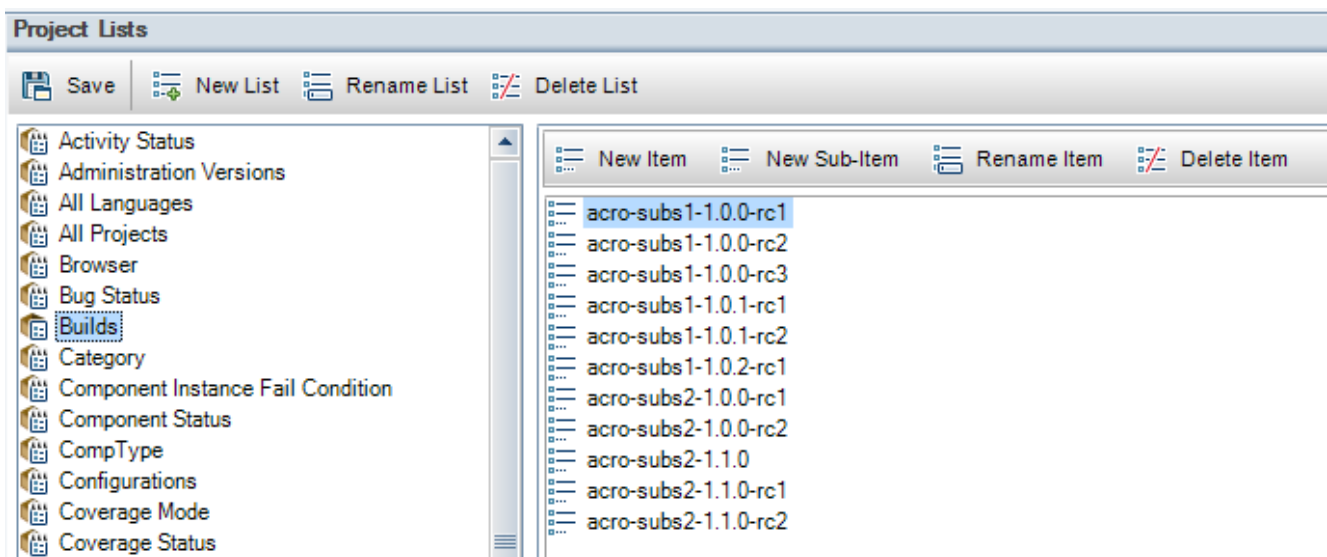 Project Lists
Save New List Rename List Delete List
Activity Status
Administration Versions
All Languages
All Projects
Browser
Bug Status
Builds
Category
Component Instance Fail Condition
Component Status
CompType
Configurations
Coverage Mode
Coverage Status
New Item New Sub-Item Rename Item Delete Item
acro-subs1-1.0.0-rc1
acro-subs1-1.0.0-rc2
acro-subs1-1.0.0-rc3
acro-subs1-1.0.1-rc1
acro-subs1-1.0.1-rc2
acro-subs1-1.0.2-rc1
acro-subs2-1.0.0-rc1
acro-subs2-1.0.0-rc2
acro-subs2-1.1.0
acro-subs2-1.1.0-rc1
acro-subs2-1.1.0-rc2